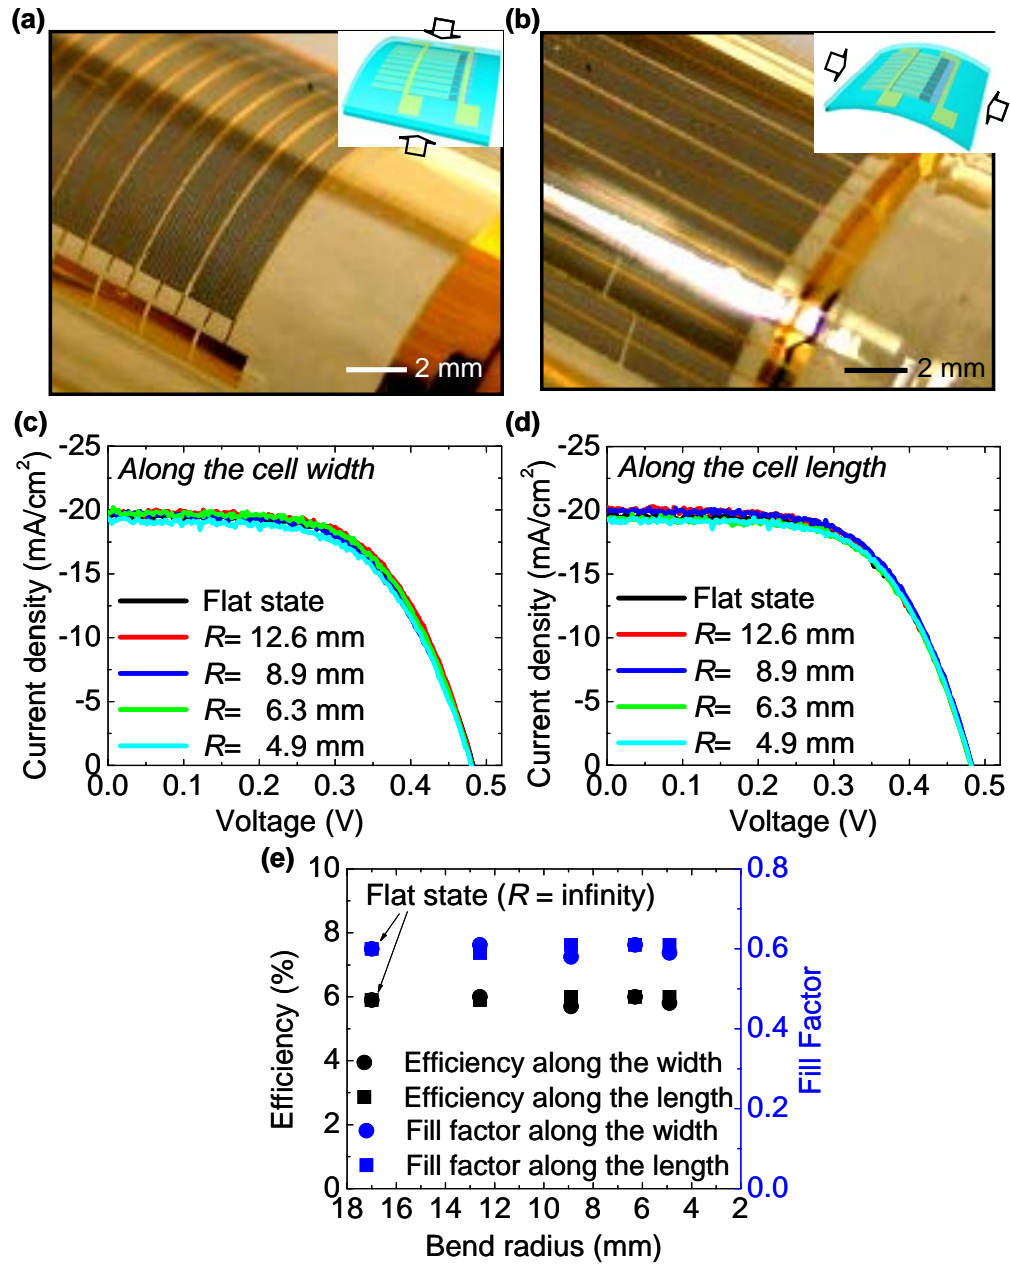 (a)
(b)
2 mm
2 mm
(c)
(d)
-25
-20
-15
-10
-5
0
Current density (mA/cm²)
Along the cell width
Flat state
R= 12.6 mm
R= 8.9 mm
R= 6.3 mm
R= 4.9 mm
0.0 0.1 0.2 0.3 0.4 0.5
Voltage (V)
-25
-20
-15
-10
-5
0
Current density (mA/cm²)
Along the cell length
Flat state
R= 12.6 mm
R= 8.9 mm
R= 6.3 mm
R= 4.9 mm
0.0 0.1 0.2 0.3 0.4 0.5
Voltage (V)
(e)
10
8
6
4
2
0
Efficiency (%)
Flat state (R = infinity)
Efficiency along the width
Efficiency along the length
Fill factor along the width
Fill factor along the length
0.8
0.6
0.4
0.2
0.0
Fill Factor
18 16 14 12 10 8 6 4 2
Bend radius (mm)